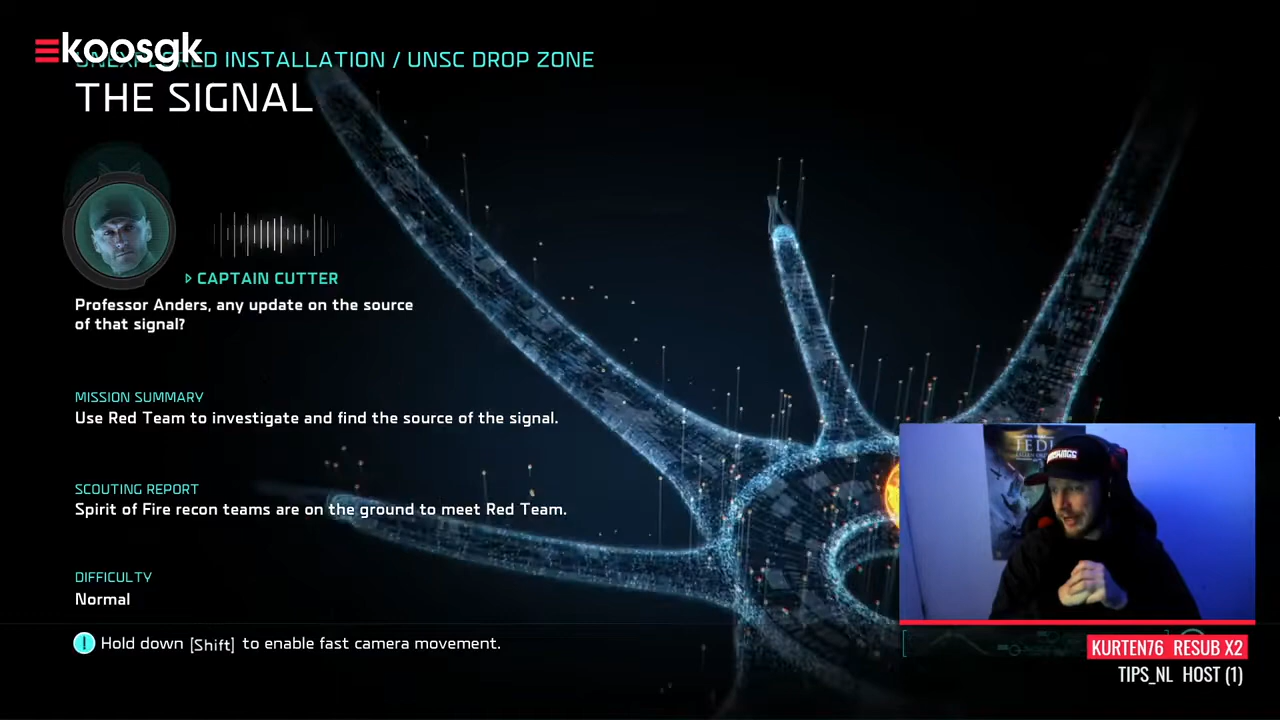 koosgk
UNEXPLORED INSTALLATION / UNSC DROP ZONE
THE SIGNAL
CAPTAIN CUTTER
Professor Anders, any update on the source
of that signal?
MISSION SUMMARY
Use Red Team to investigate and find the source of the signal.
SCOUTING REPORT
Spirit of Fire recon teams are on the ground to meet Red Team.
DIFFICULTY
Normal
Hold down [Shift] to enable fast camera movement.
JEDI
KURTEN76 RESUB X2
TIPS_NL HOST (1)